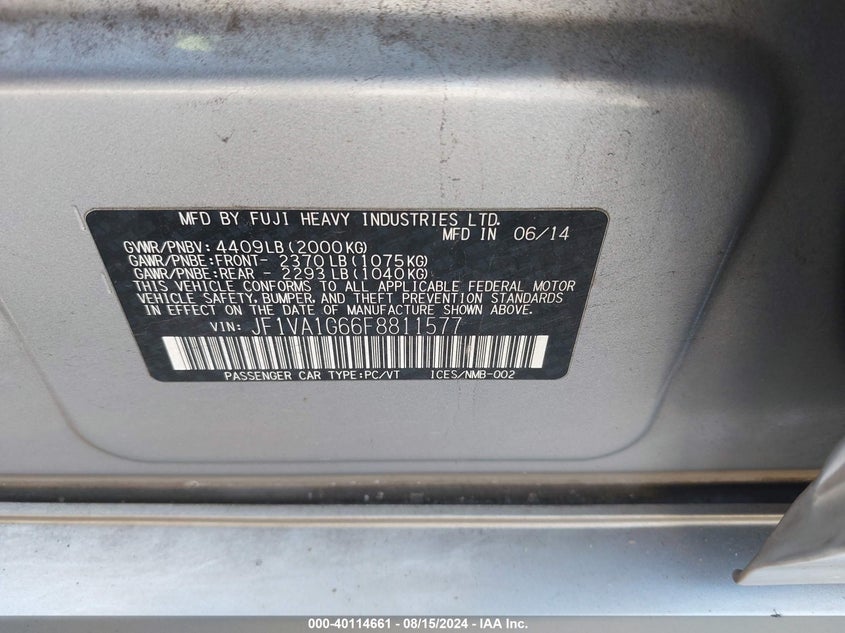 MFD BY FUJI HEAVY INDUSTRIES LTD.
MFD IN 06/14
GVWR/PNBV: 4409LB(2000KG)
GAWR/PNBE:FRONT- 2370LB(1075KG)
GAWR/PNBE:REAR - 2293LB(1040KG)
THIS VEHICLE CONFORMS TO ALL APPLICABLE FEDERAL MOTOR
VEHICLE SAFETY, BUMPER, AND THEFT PREVENTION STANDARDS
IN EFFECT ON THE DATE OF MANUFACTURE SHOWN ABOVE.
VIN: JF1VA1G66F8811577
PASSENGER CAR TYPE:PC/VT ICES/NMB-002
000-40114661 - 08/15/2024 - IAA Inc.